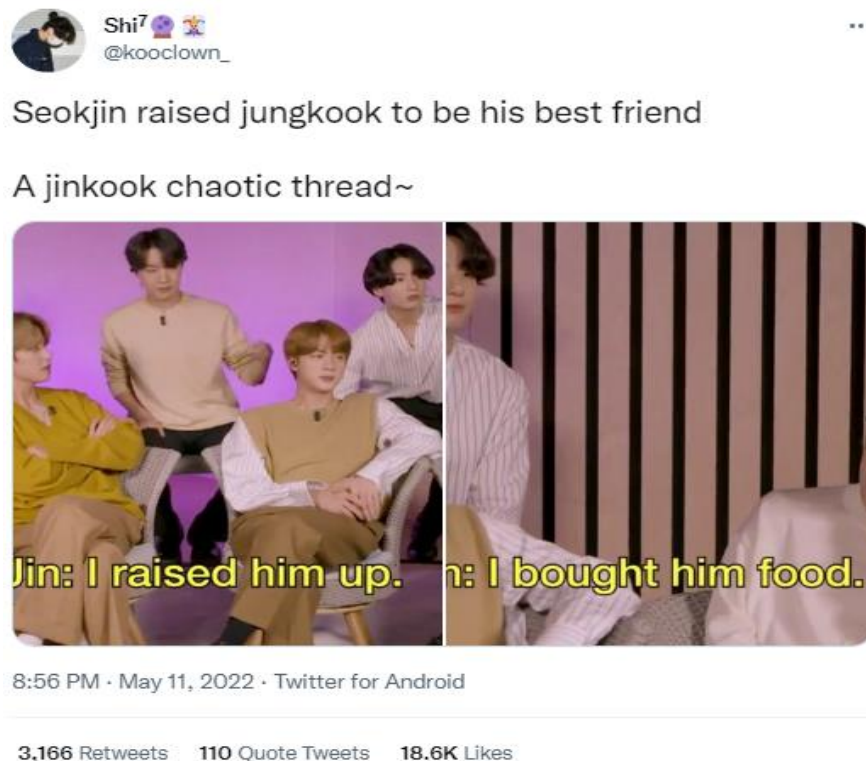 Shi⁷🔮🃏
@kooclown_
Seokjin raised jungkook to be his best friend
A jinkook chaotic thread~
Jin: I raised him up.
n: I bought him food.
8:56 PM · May 11, 2022 · Twitter for Android
3,166 Retweets 110 Quote Tweets 18.6K Likes